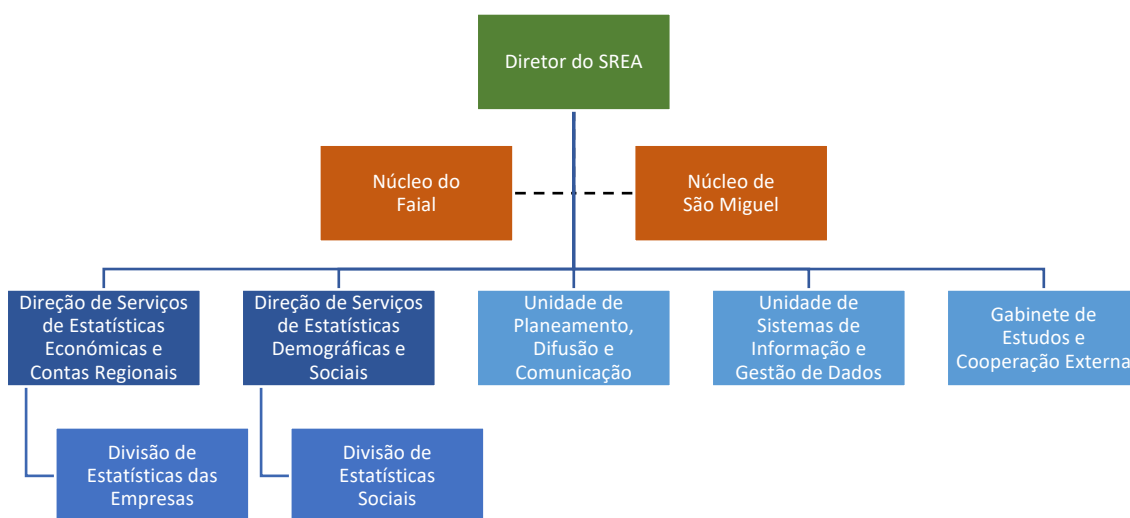 Diretor do SREA
Núcleo do
Faial
Núcleo de
São Miguel
Direção de Serviços
de Estatísticas
Económicas e
Contas Regionais
Direção de Serviços
de Estatísticas
Demográficas e
Sociais
Unidade de
Planeamento,
Difusão e
Comunicação
Unidade de
Sistemas de
Informação e
Gestão de Dados
Gabinete de
Estudos e
Cooperação Externa
Divisão de
Estatísticas das
Empresas
Divisão de
Estatísticas
Sociais